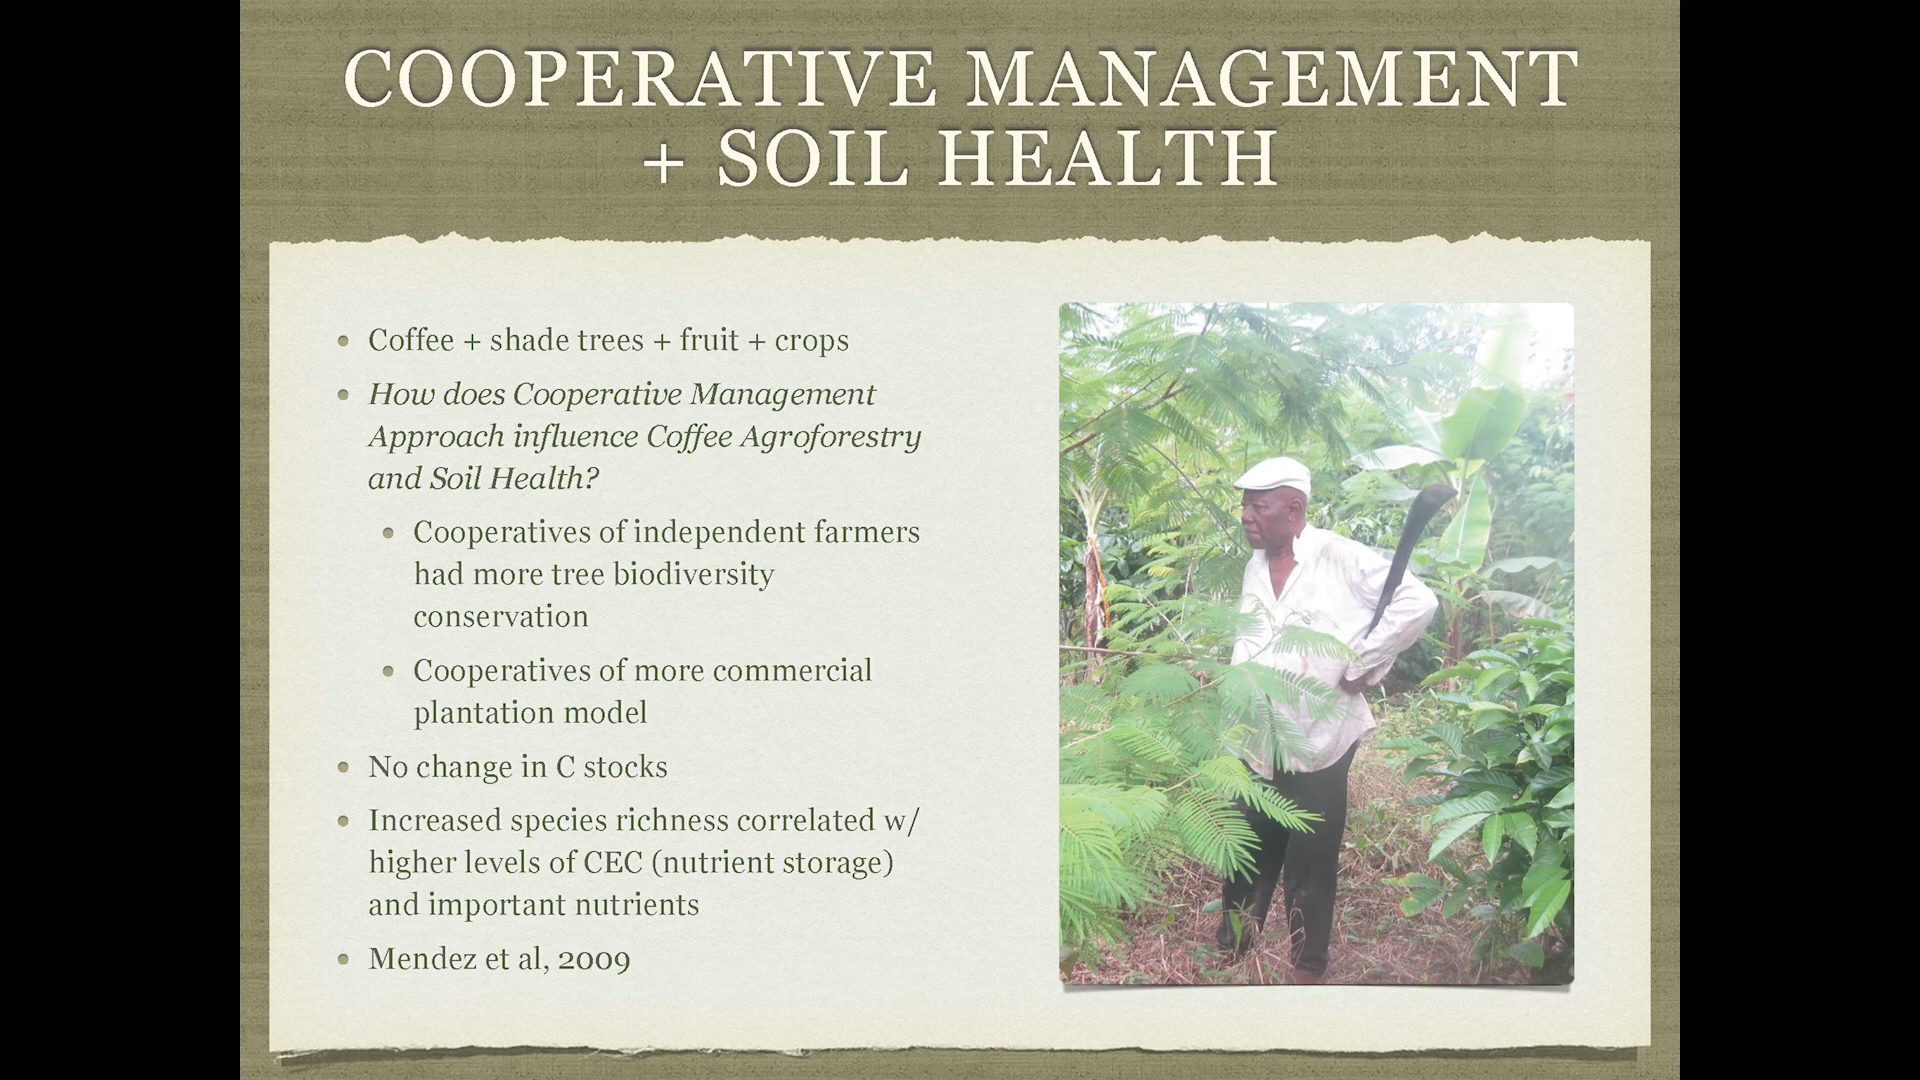 COOPERATIVE MANAGEMENT
+ SOIL HEALTH
• Coffee + shade trees + fruit + crops
• How does Cooperative Management
Approach influence Coffee Agroforestry
and Soil Health?
• Cooperatives of independent farmers
had more tree biodiversity
conservation
• Cooperatives of more commercial
plantation model
• No change in C stocks
• Increased species richness correlated w/
higher levels of CEC (nutrient storage)
and important nutrients
• Mendez et al, 2009